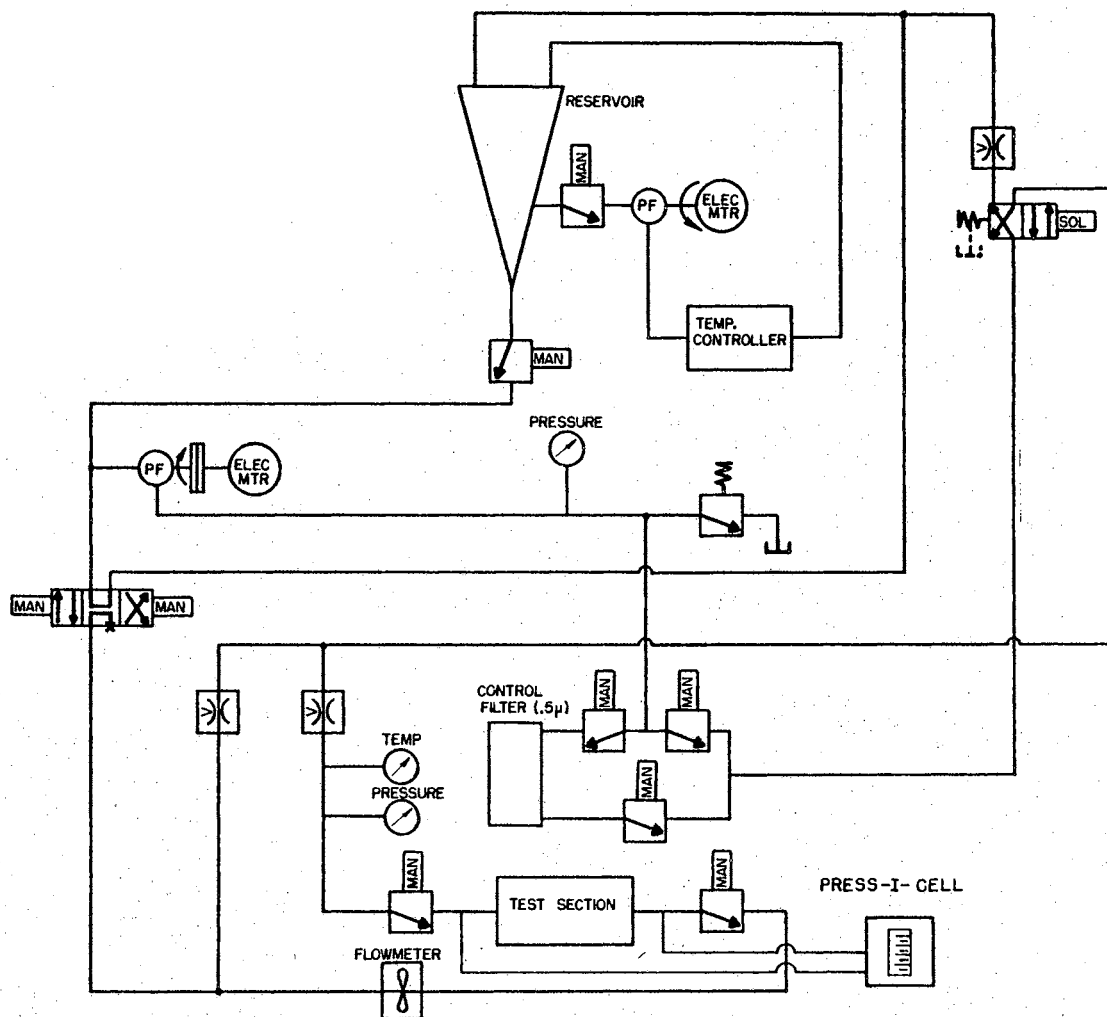 RESERVOIR
MAN
PF
ELEC
MTR
SOL
TEMP.
CONTROLLER
MAN
PRESSURE
PF
ELEC
MTR
MAN
MAN
CONTROL
FILTER (.5μ)
MAN
MAN
TEMP
PRESSURE
MAN
MAN
TEST SECTION
MAN
PRESS-I-CELL
FLOWMETER